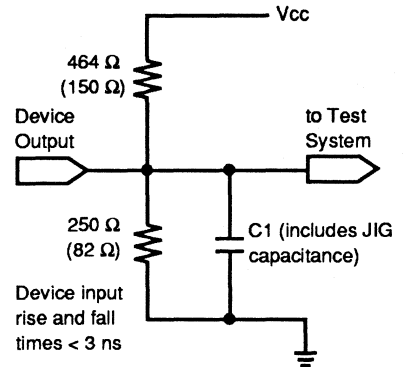 Vcc
464 Ω
(150 Ω)
Device
Output
to Test
System
250 Ω
(82 Ω)
C1 (includes JIG
capacitance)
Device input
rise and fall
times < 3 ns